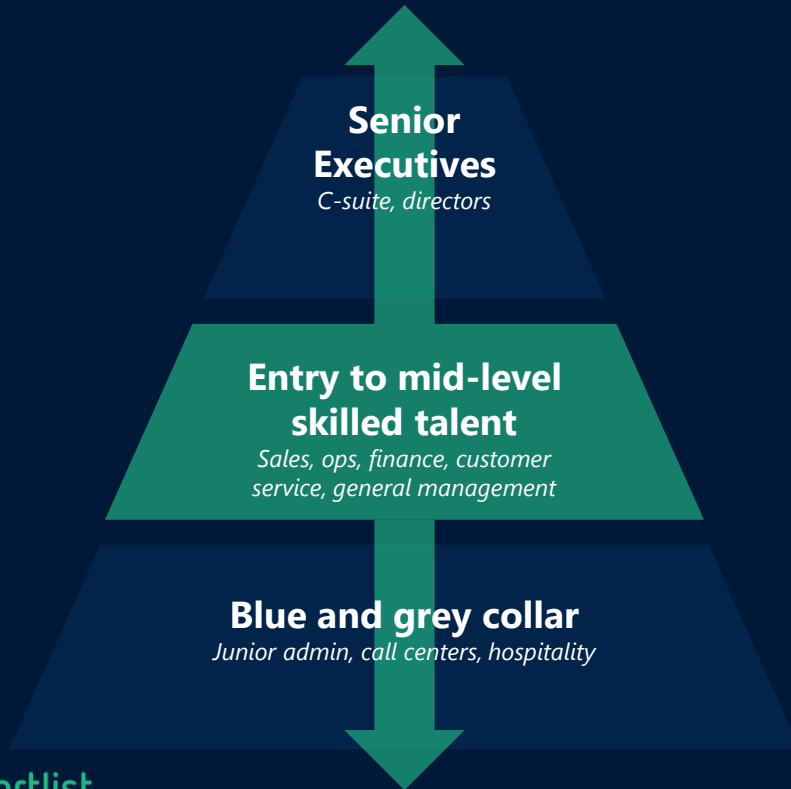 Senior
Executives
C-suite, directors
Entry to mid-level
skilled talent
Sales, ops, finance, customer
service, general management
Blue and grey collar
Junior admin, call centers, hospitality